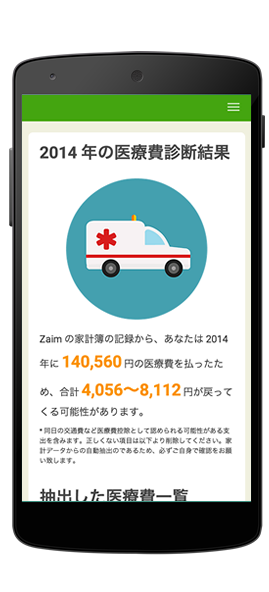 2014 年の医療費診断結果
Zaim の家計簿の記録から、あなたは 2014
年に 140,560 円の医療費を払ったた
め、合計 4,056〜8,112 円が戻って
くる可能性があります。
* 同日の交通費など医療費控除として認められる可能性がある支
出を含みます。正しくない項目は以下より削除してください。家
計データからの自動抽出のであるため、必ずご自身で確認をお願
い致します。
抽出した医療費一覧